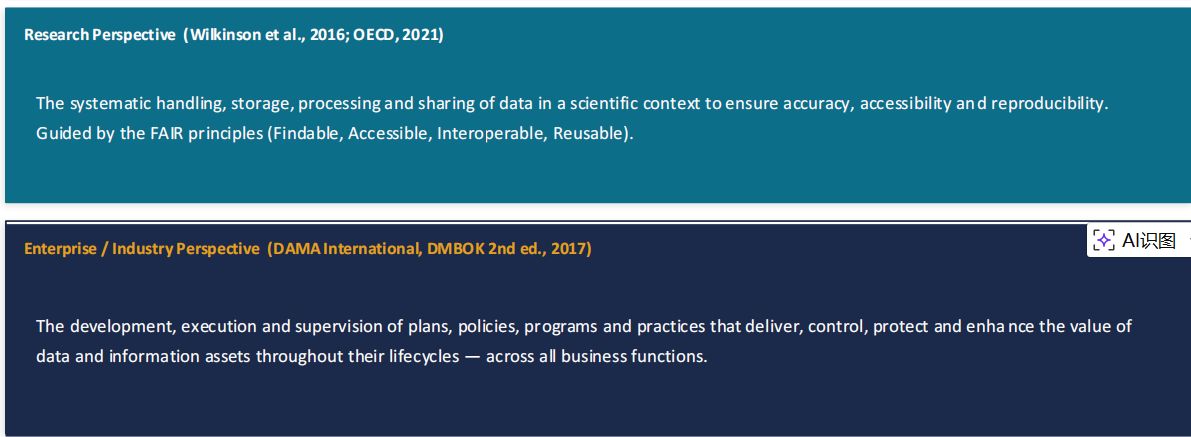 Research Perspective (Wilkinson et al., 2016; OECD, 2021)
The systematic handling, storage, processing and sharing of data in a scientific context to ensure accuracy, accessibility and reproducibility.
Guided by the FAIR principles (Findable, Accessible, Interoperable, Reusable).
Enterprise / Industry Perspective (DAMA International, DMBOK 2nd ed., 2017)
AI识图
The development, execution and supervision of plans, policies, programs and practices that deliver, control, protect and enhance the value of
data and information assets throughout their lifecycles — across all business functions.